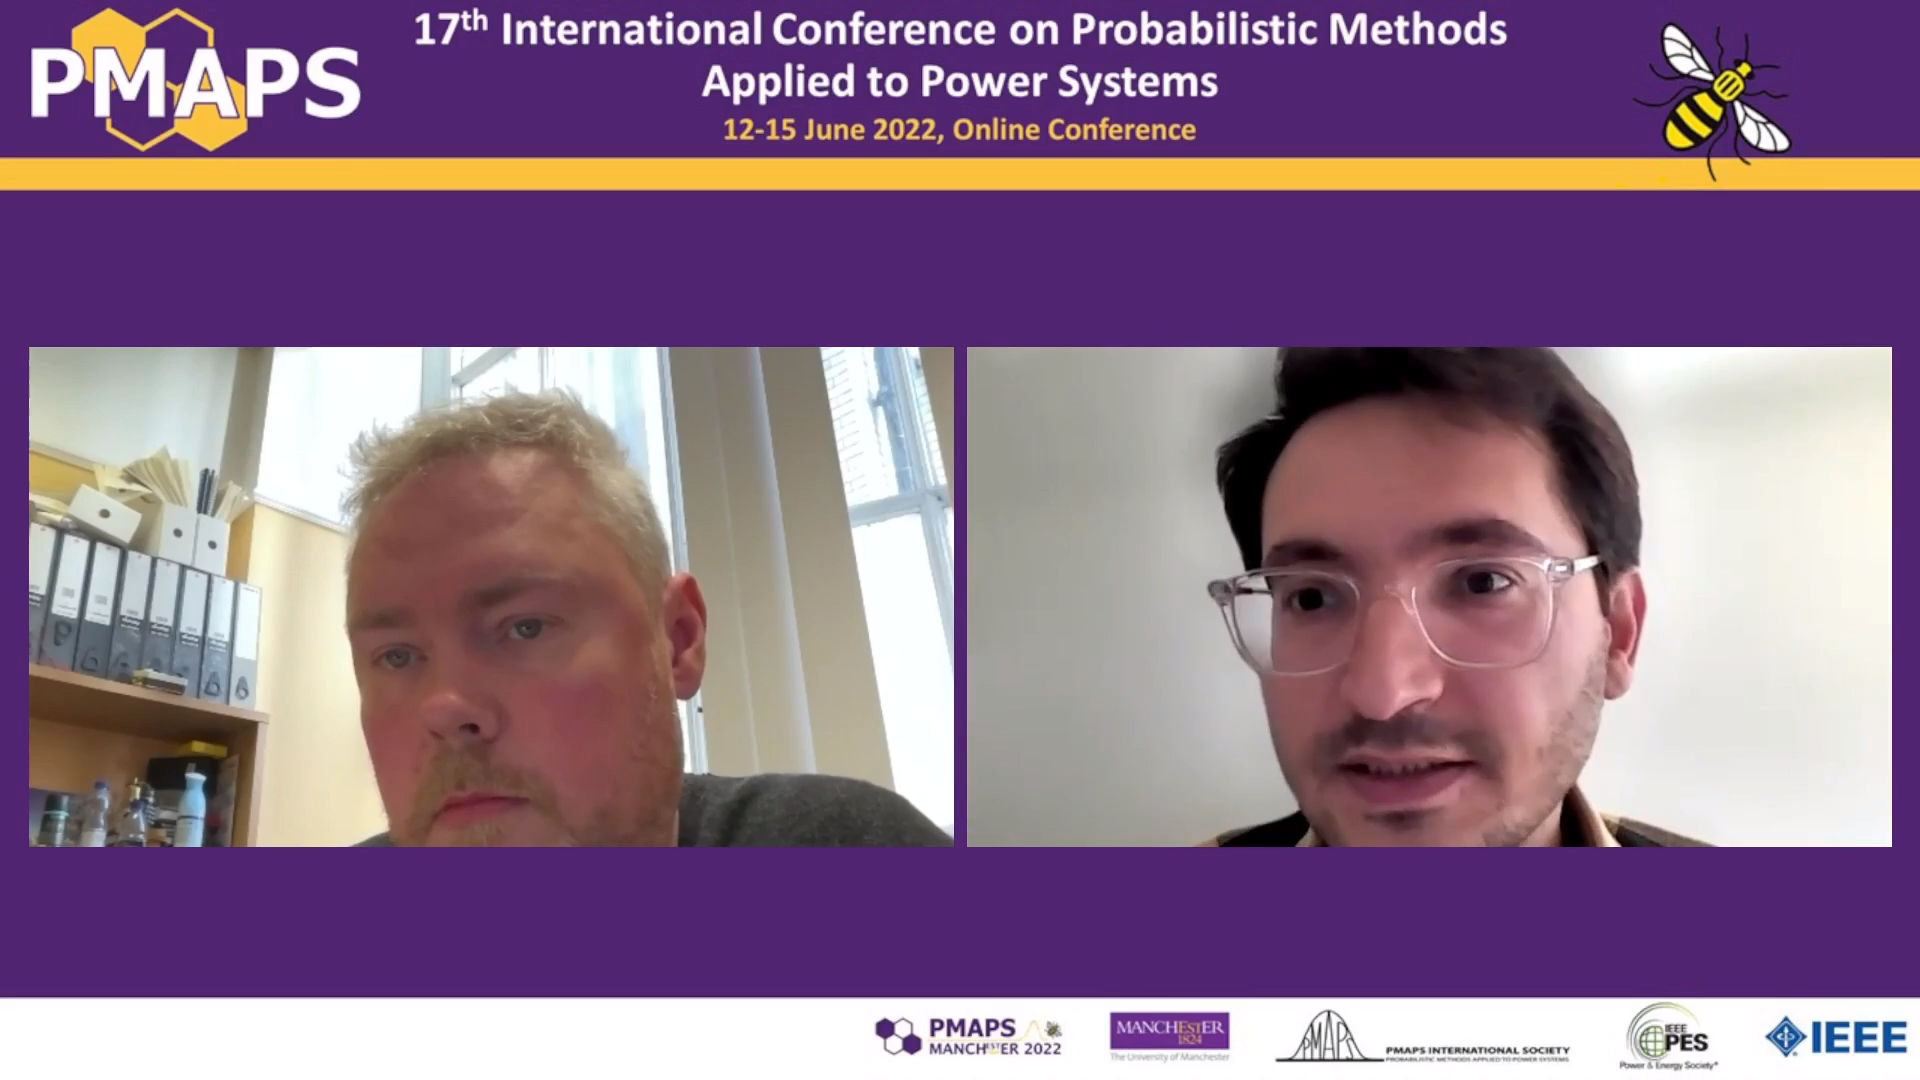 PMAPS
17th International Conference on Probabilistic Methods
Applied to Power Systems
12-15 June 2022, Online Conference
PMAPS
MANCHESTER 2022
MANCHESTER
1824
The University of Manchester
PMAPS
PMAPS INTERNATIONAL SOCIETY
PROBABILISTIC METHODS APPLIED TO POWER SYSTEMS
IEEE
PES
Power & Energy Society®
IEEE